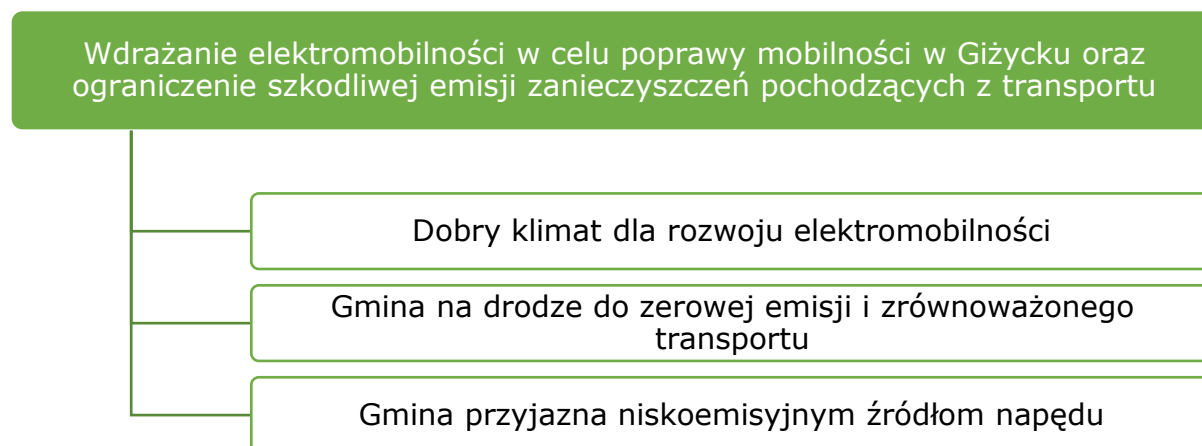 Wdrażanie elektromobilności w celu poprawy mobilności w Giżycku oraz
ograniczenie szkodliwej emisji zanieczyszczeń pochodzących z transportu
Dobry klimat dla rozwoju elektromobilności
Gmina na drodze do zerowej emisji i zrównoważonego
transportu
Gmina przyjazna niskoemisyjnym źródłom napędu